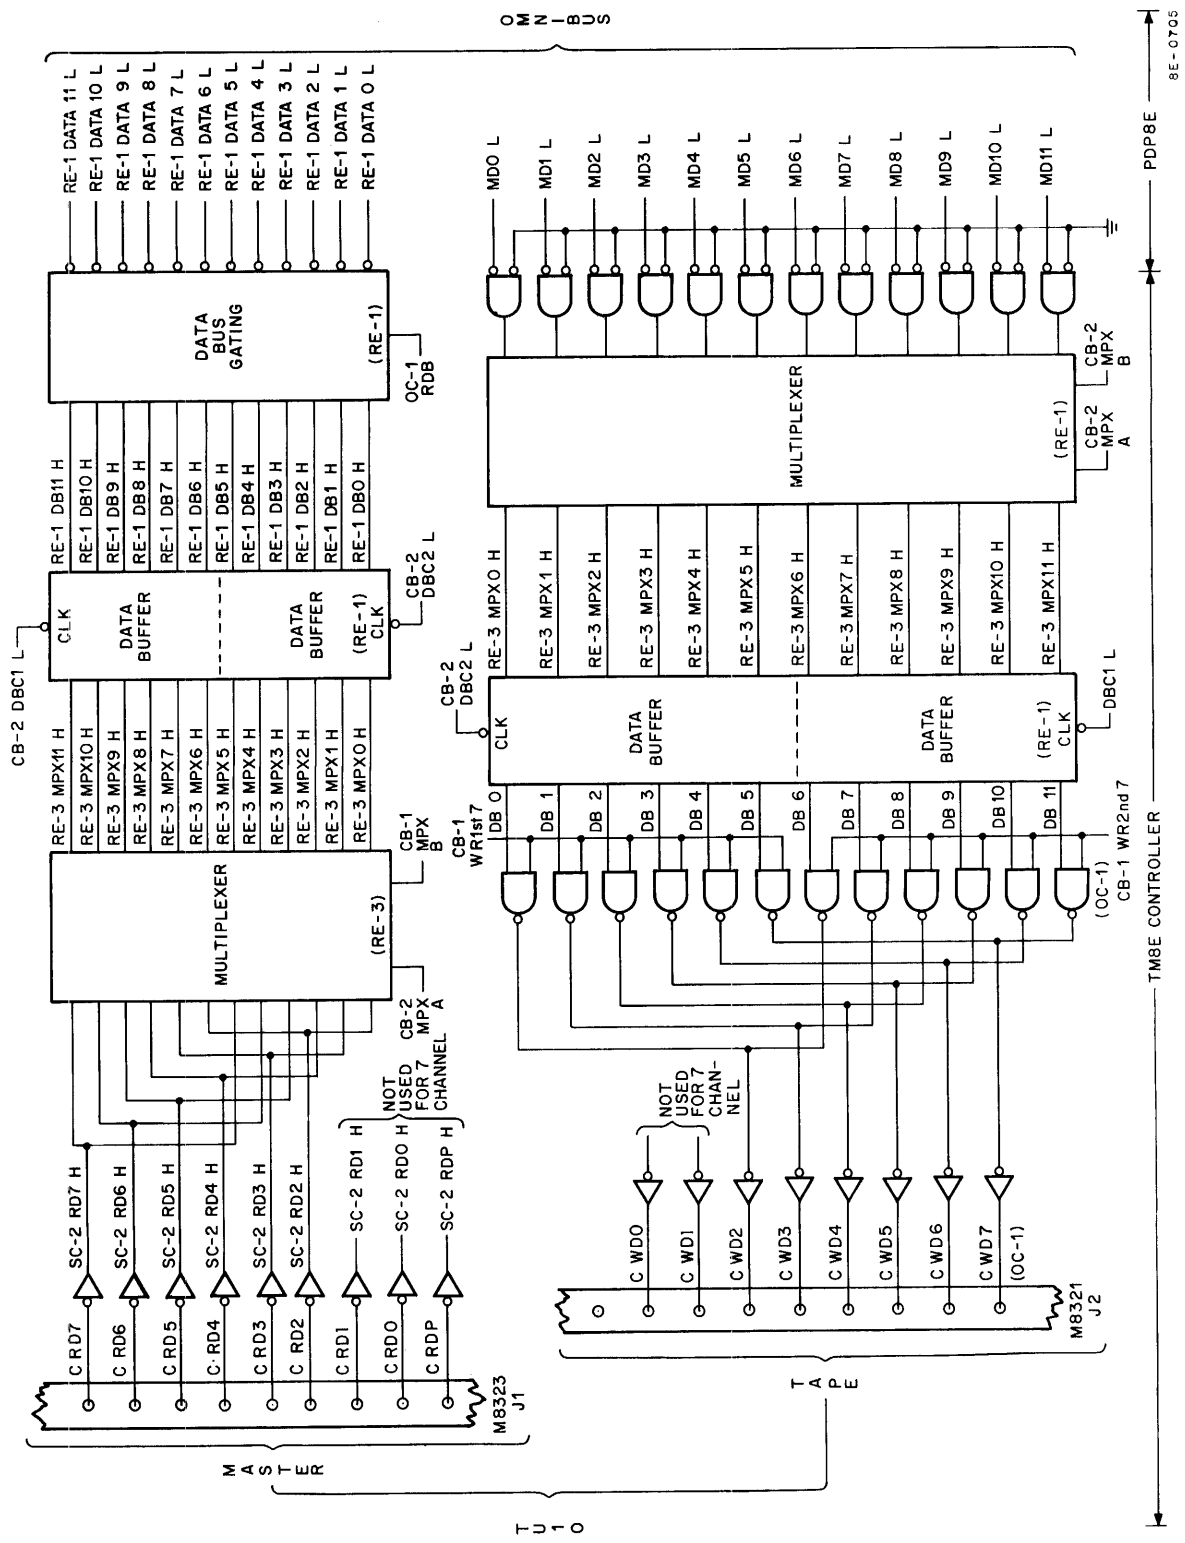 OMNI-BUS
RE-1 DATA 11 L
RE-1 DATA 10 L
RE-1 DATA 9 L
RE-1 DATA 8 L
RE-1 DATA 7 L
RE-1 DATA 6 L
RE-1 DATA 5 L
RE-1 DATA 4 L
RE-1 DATA 3 L
RE-1 DATA 2 L
RE-1 DATA 1 L
RE-1 DATA 0 L
DATA
BUS
GATING
(RE-1)
OC-1
RDB
RE-1 DB11 H
RE-1 DB10 H
RE-1 DB9 H
RE-1 DB8 H
RE-1 DB7 H
RE-1 DB6 H
RE-1 DB5 H
RE-1 DB4 H
RE-1 DB3 H
RE-1 DB2 H
RE-1 DB1 H
RE-1 DB0 H
CB-2 DBC1 L
CLK
DATA
BUFFER
DATA
BUFFER
(RE-1)
CLK
CB-2
DBC2 L
RE-3 MPX11 H
RE-3 MPX10 H
RE-3 MPX9 H
RE-3 MPX8 H
RE-3 MPX7 H
RE-3 MPX6 H
RE-3 MPX5 H
RE-3 MPX4 H
RE-3 MPX3 H
RE-3 MPX2 H
RE-3 MPX1 H
RE-3 MPX0 H
MULTIPLEXER
(RE-3)
CB-2
MPX
A
CB-1
MPX
B
SC-2 RD7 H
SC-2 RD6 H
SC-2 RD5 H
SC-2 RD4 H
SC-2 RD3 H
SC-2 RD2 H
SC-2 RD1 H
SC-2 RD0 H
SC-2 RDP H
NOT
USED
FOR 7
CHANNEL
C RD7
C RD6
C RD5
C RD4
C RD3
C RD2
C RD1
C RD0
C RDP
M8323
J1
MASTER
TU10
MD0 L
MD1 L
MD2 L
MD3 L
MD4 L
MD5 L
MD6 L
MD7 L
MD8 L
MD9 L
MD10 L
MD11 L
MULTIPLEXER
(RE-1)
CB-2
MPX
A
CB-2
MPX
B
RE-3 MPX0 H
RE-3 MPX1 H
RE-3 MPX2 H
RE-3 MPX3 H
RE-3 MPX4 H
RE-3 MPX5 H
RE-3 MPX6 H
RE-3 MPX7 H
RE-3 MPX8 H
RE-3 MPX9 H
RE-3 MPX10 H
RE-3 MPX11 H
CB-2
DBC2 L
CLK
DATA
BUFFER
DATA
BUFFER
(RE-1)
CLK
DBC1 L
DB 0
DB 1
DB 2
DB 3
DB 4
DB 5
DB 6
DB 7
DB 8
DB 9
DB 10
DB 11
CB-1
WR1st 7
(OC-1)
CB-1 WR2nd 7
NOT
USED
FOR 7
CHAN-
NEL
C WD0
C WD1
C WD2
C WD3
C WD4
C WD5
C WD6
C WD7
(OC-1)
M8321
J2
TAPE
TM8E CONTROLLER
PDP8E
8E-0705